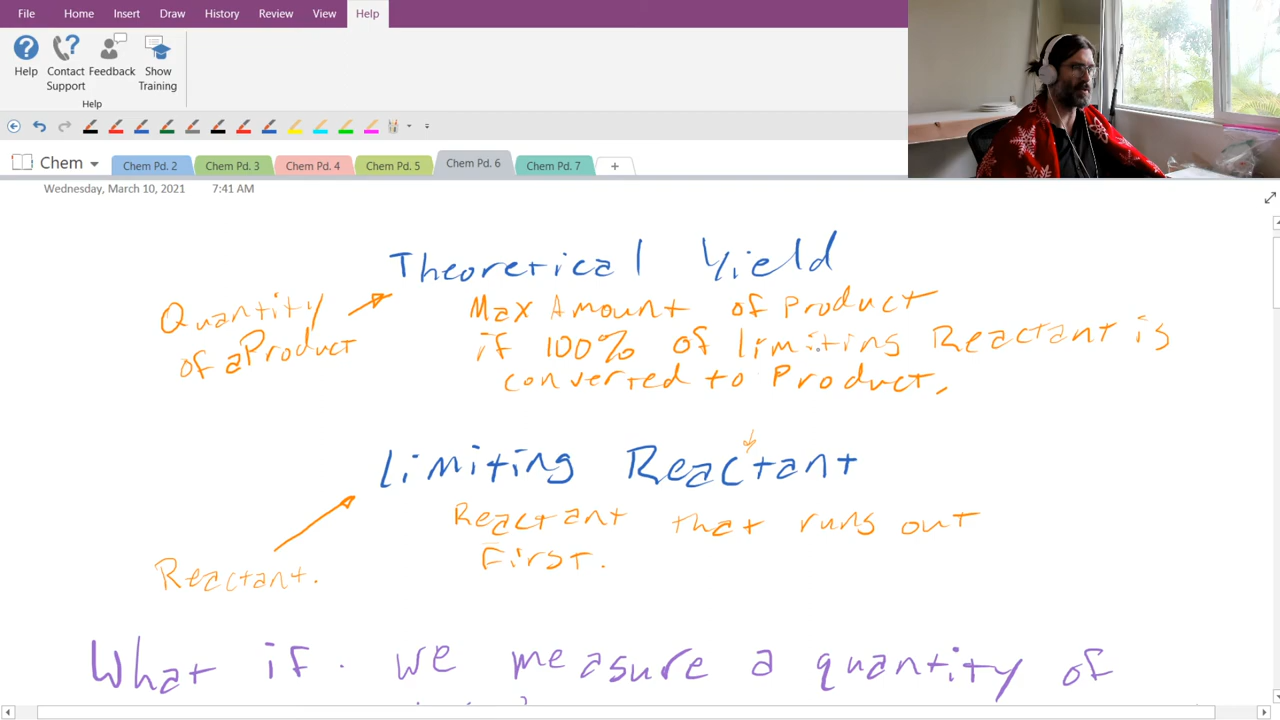 File Home Insert Draw History Review View Help
Help Contact Support Feedback Show Training
Help
Chem Chem Pd. 2 Chem Pd. 3 Chem Pd. 4 Chem Pd. 5 Chem Pd. 6 Chem Pd. 7 +
Wednesday, March 10, 2021 7:41 AM
Theoretical Yield
Quantity of a Product
Max Amount of Product
if 100% of limiting Reactant is
converted to Product.
Limiting Reactant
Reactant that runs out
First.
Reactant.
What if we measure a quantity of